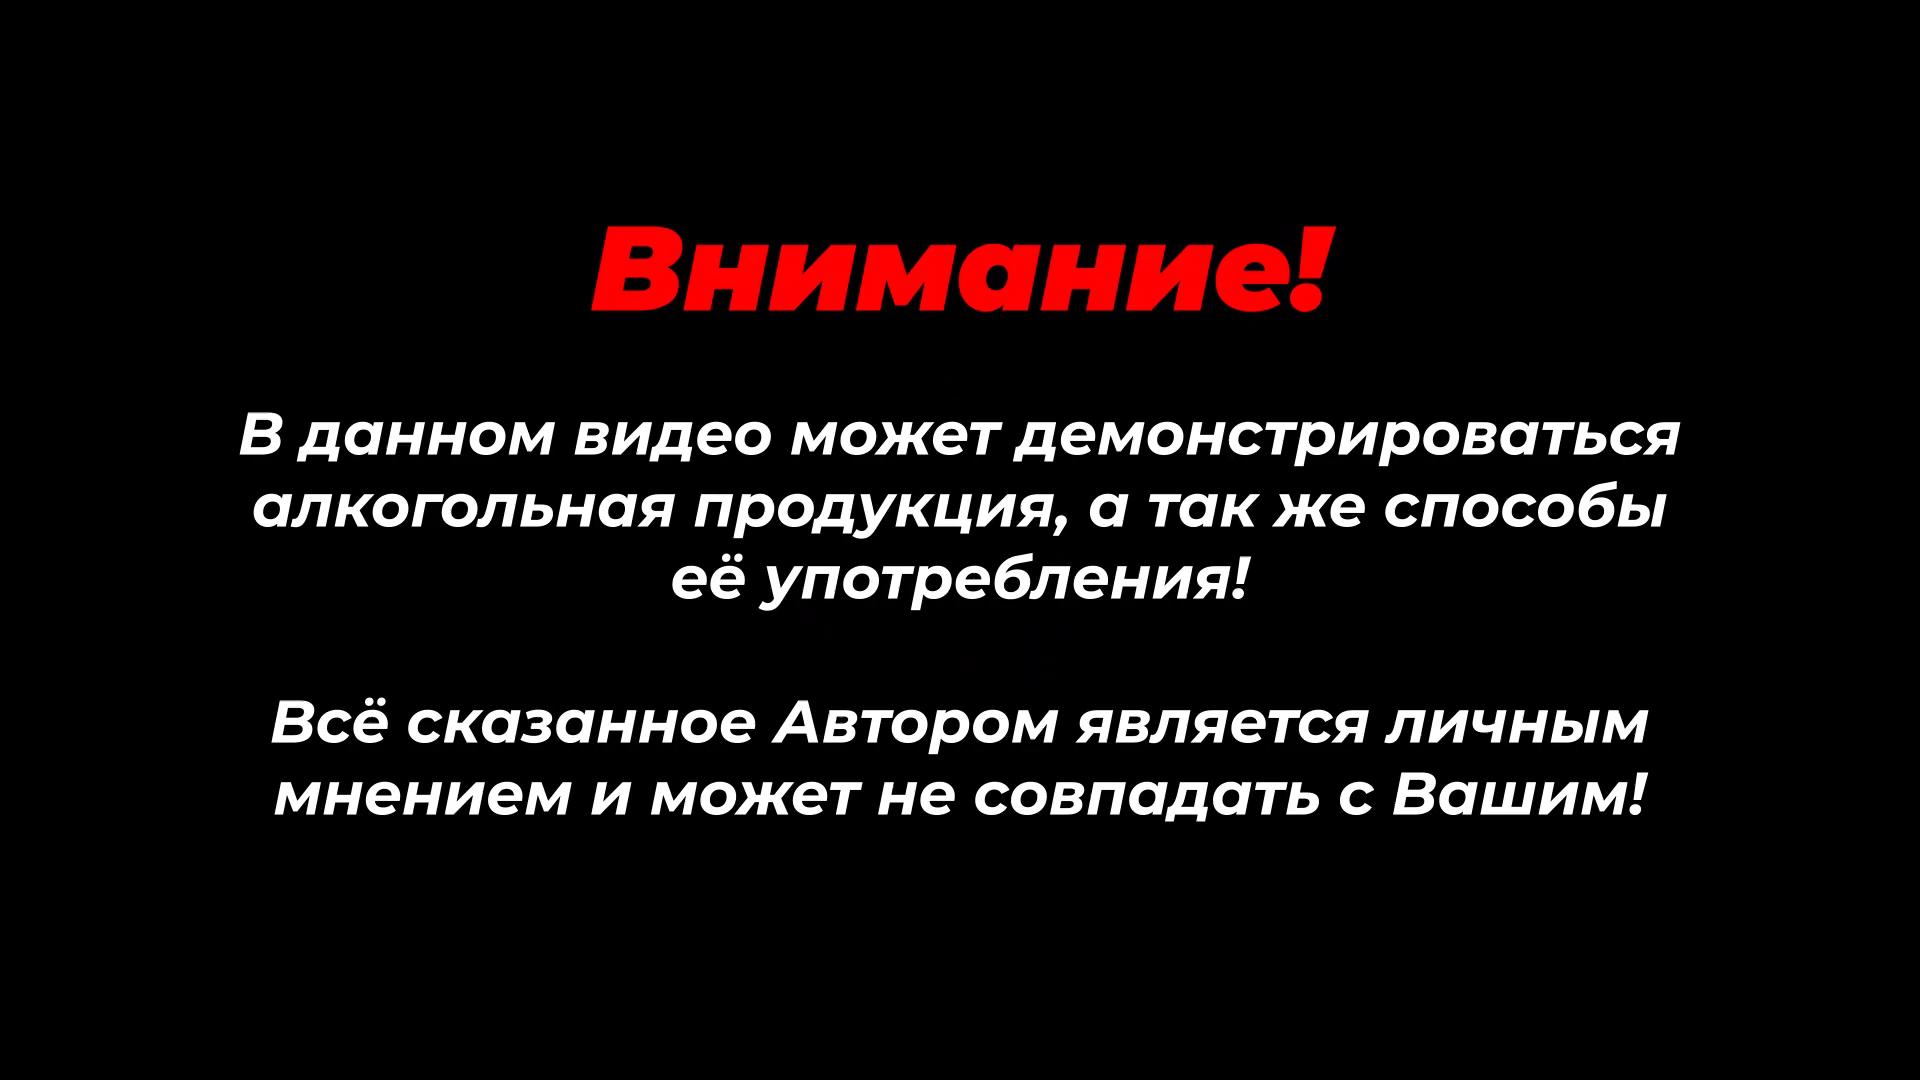 Внимание!
В данном видео может демонстрироваться
алкогольная продукция, а так же способы
её употребления!
Всё сказанное Автором является личным
мнением и может не совпадать с Вашим!